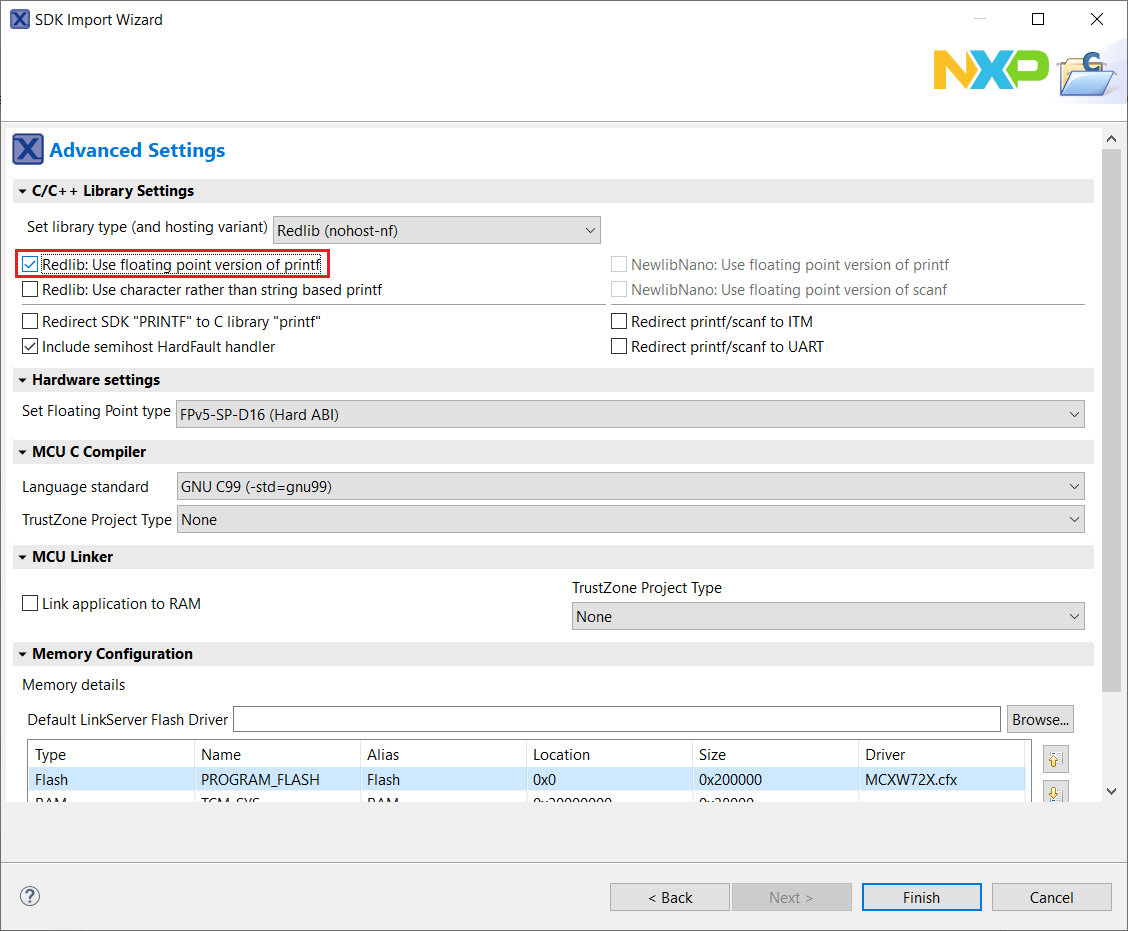 SDK Import Wizard
NXP
Advanced Settings
C/C++ Library Settings
Set library type (and hosting variant) Redlib (nohost-nf)
Redlib: Use floating point version of printf NewlibNano: Use floating point version of printf
Redlib: Use character rather than string based printf NewlibNano: Use floating point version of scanf
Redirect SDK "PRINTF" to C library "printf" Redirect printf/scanf to ITM
Include semihost HardFault handler Redirect printf/scanf to UART
Hardware settings
Set Floating Point type FPv5-SP-D16 (Hard ABI)
MCU C Compiler
Language standard GNU C99 (-std=gnu99)
TrustZone Project Type None
MCU Linker
TrustZone Project Type
Link application to RAM
None
Memory Configuration
Memory details
Default LinkServer Flash Driver Browse...
Type Name Alias Location Size Driver
Flash PROGRAM_FLASH Flash 0x0 0x200000 MCXW72X.cfx
RAM TCM_SYS RAM 0x20000000 0x38000
< Back Next > Finish Cancel